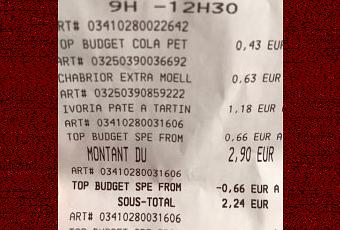 9H -12H30
RT# 03410280022642
OP BUDGET COLA PET 0,43 EUR
ART# 03250390036692
CHABRIOR EXTRA MOELL 0,63 EUR
ART# 03250390859222
IVORIA PATE A TARTIN 1,18 EUR
ART# 03410280031606
TOP BUDGET SPE FROM 0,66 EUR A
MONTANT DU 2,90 EUR
ART# 03410280031606
TOP BUDGET SPE FROM -0,66 EUR A
SOUS-TOTAL 2,24 EUR
ART# 03410280031606